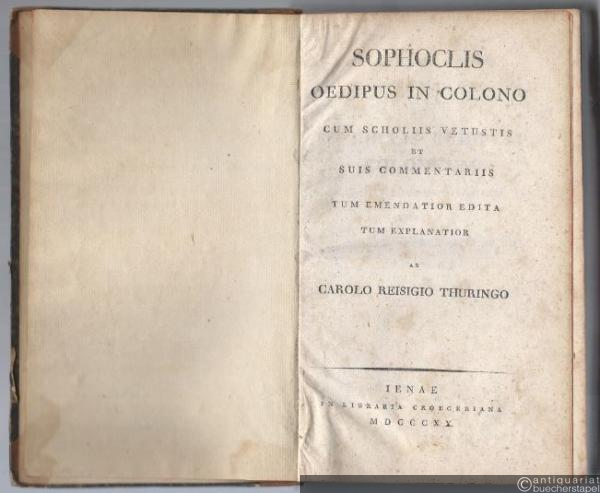 SOPHOCLIS
OEDIPUS IN COLONO
CUM SCHOLIIS VETUSTIS
ET
SUIS COMMENTARIIS
TUM EMENDATIOR EDITA
TUM EXPLANATIOR
AB
CAROLO REISIGIO THURINGO
IENAE
IN LIBRARIA CROECKERIANA
MDCCCXX
antiquariat
buecherstapel